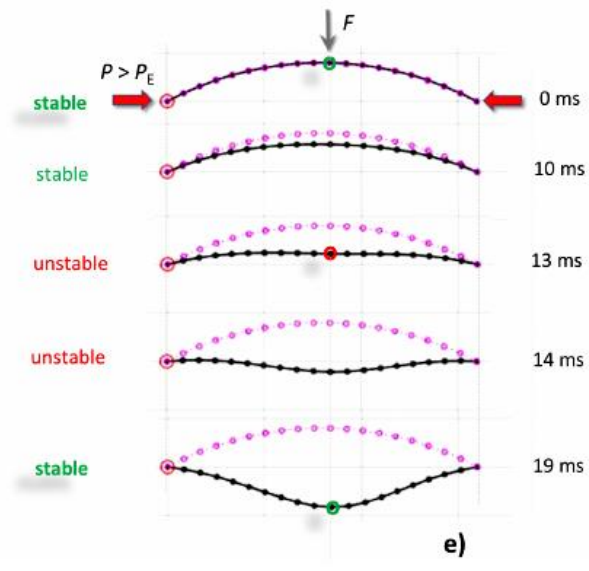 F
P > PE
stable
0 ms
stable
10 ms
unstable
13 ms
unstable
14 ms
stable
19 ms
e)